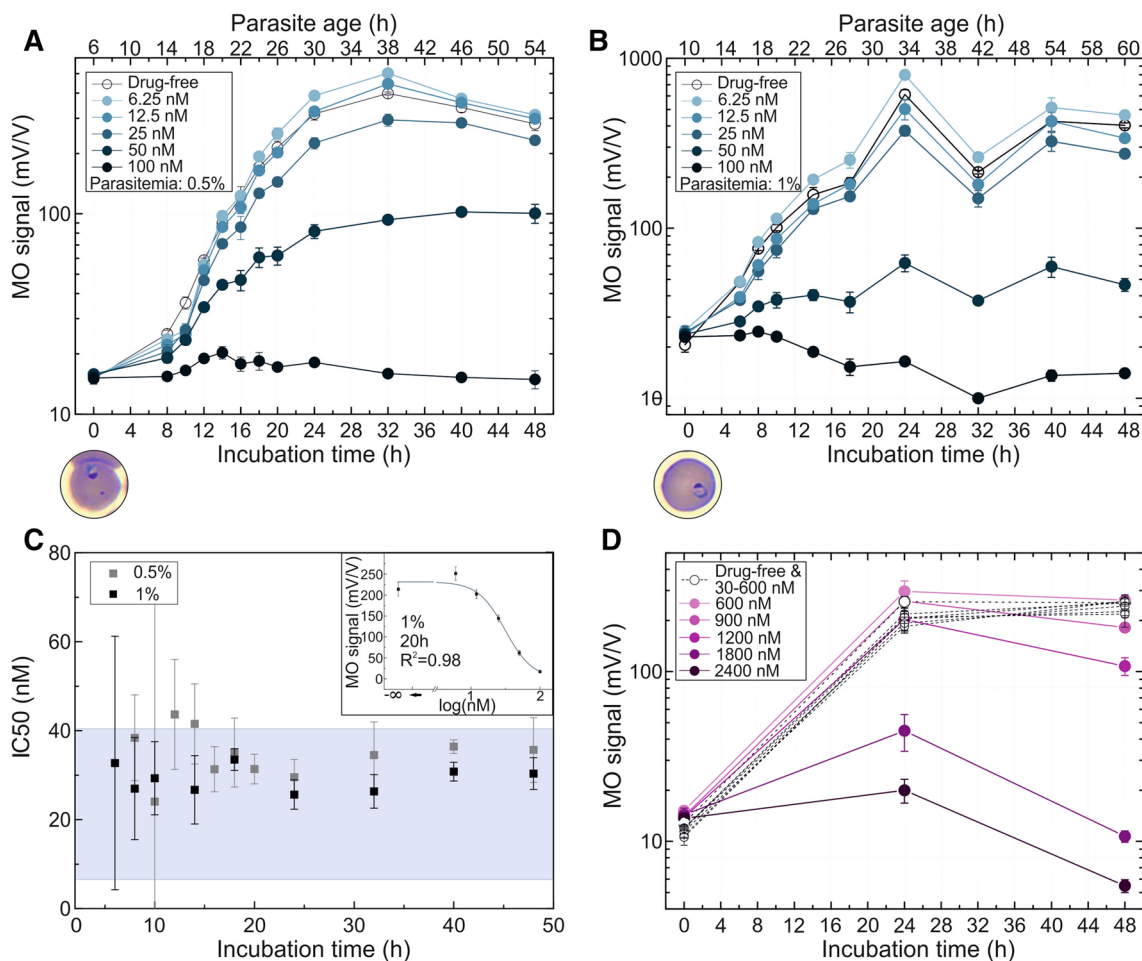 A
Parasite age (h)
6 10 14 18 22 26 30 34 38 42 46 50 54
MO signal (mV/V)
100
10
Drug-free
6.25 nM
12.5 nM
25 nM
50 nM
100 nM
Parasitemia: 0.5%
0 4 8 12 16 20 24 28 32 36 40 44 48
Incubation time (h)
B
Parasite age (h)
10 14 18 22 26 30 34 38 42 54 60
MO signal (mV/V)
1000
100
10
Drug-free
6.25 nM
12.5 nM
25 nM
50 nM
100 nM
Parasitemia: 1%
0 4 8 12 16 20 24 28 32 36 40 44 48
Incubation time (h)
C
IC50 (nM)
80
60
40
20
0
0.5%
1%
MO signal (mV/V)
250
200
150
100
50
0
1%
20h
R²=0.98
-∞ 1 2
log(nM)
0 10 20 30 40 50
Incubation time (h)
D
MO signal (mV/V)
100
10
Drug-free &
30-600 nM
600 nM
900 nM
1200 nM
1800 nM
2400 nM
0 4 8 12 16 20 24 28 32 36 40 44 48
Incubation time (h)